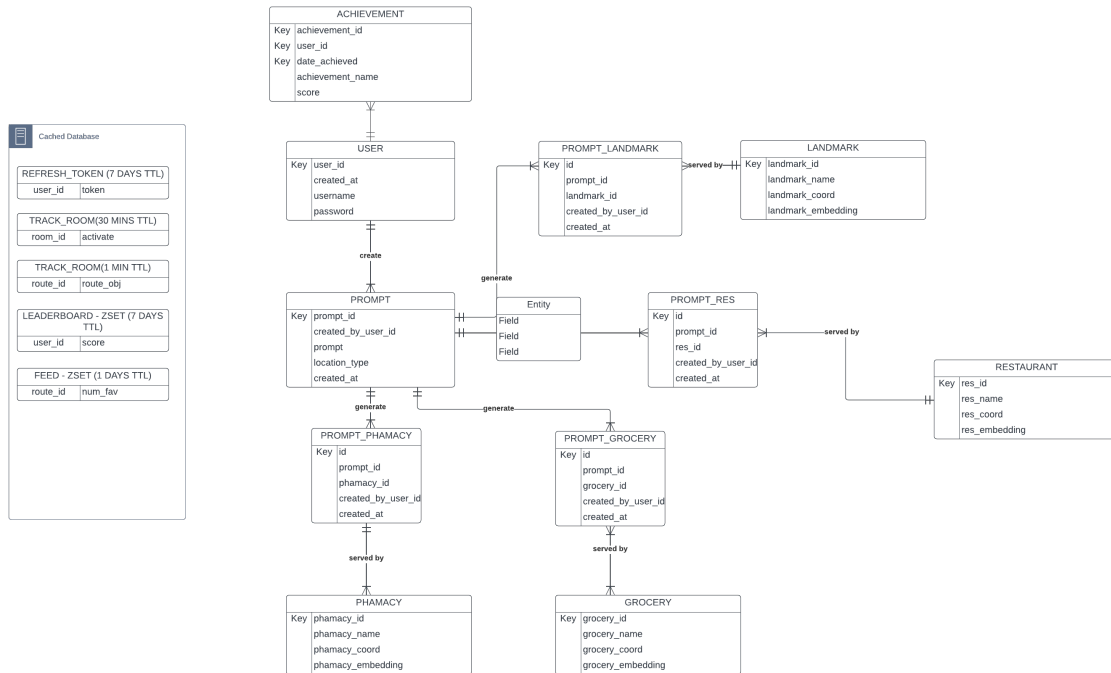 ACHIEVEMENT
Key achievement_id
Key user_id
Key date_achieved
achievement_name
score
Cached Database
REFRESH_TOKEN (7 DAYS TTL)
user_id token
TRACK_ROOM(30 MINS TTL)
room_id activate
TRACK_ROOM(1 MIN TTL)
route_id route_obj
LEADERBOARD - ZSET (7 DAYS
TTL)
user_id score
FEED - ZSET (1 DAYS TTL)
route_id num_fav
USER
Key user_id
created_at
username
password
create
PROMPT_LANDMARK
Key id
prompt_id
landmark_id
created_by_user_id
created_at
served by
LANDMARK
Key landmark_id
landmark_name
landmark_coord
landmark_embedding
generate
PROMPT
Key prompt_id
created_by_user_id
prompt
location_type
created_at
Entity
Field
Field
Field
PROMPT_RES
Key id
prompt_id
res_id
created_by_user_id
created_at
served by
RESTAURANT
Key res_id
res_name
res_coord
res_embedding
generate
generate
PROMPT_PHAMACY
Key id
prompt_id
phamacy_id
created_by_user_id
created_at
PROMPT_GROCERY
Key id
prompt_id
grocery_id
created_by_user_id
created_at
served by
served by
PHAMACY
Key phamacy_id
phamacy_name
phamacy_coord
phamacy_embedding
GROCERY
Key grocery_id
grocery_name
grocery_coord
grocery_embedding